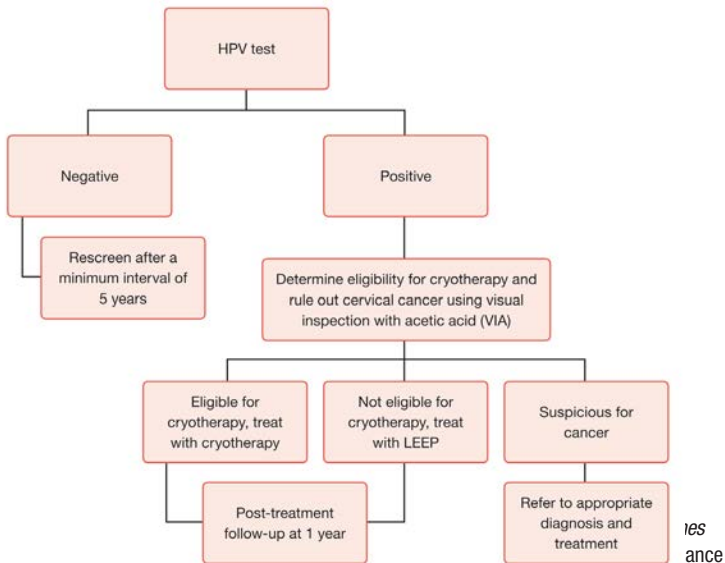 HPV test
Negative
Positive
Rescreen after a
minimum interval of
5 years
Determine eligibility for cryotherapy and
rule out cervical cancer using visual
inspection with acetic acid (VIA)
Eligible for
cryotherapy, treat
with cryotherapy
Not eligible for
cryotherapy, treat
with LEEP
Suspicious for
cancer
Post-treatment
follow-up at 1 year
Refer to appropriate
diagnosis and
treatment
ance